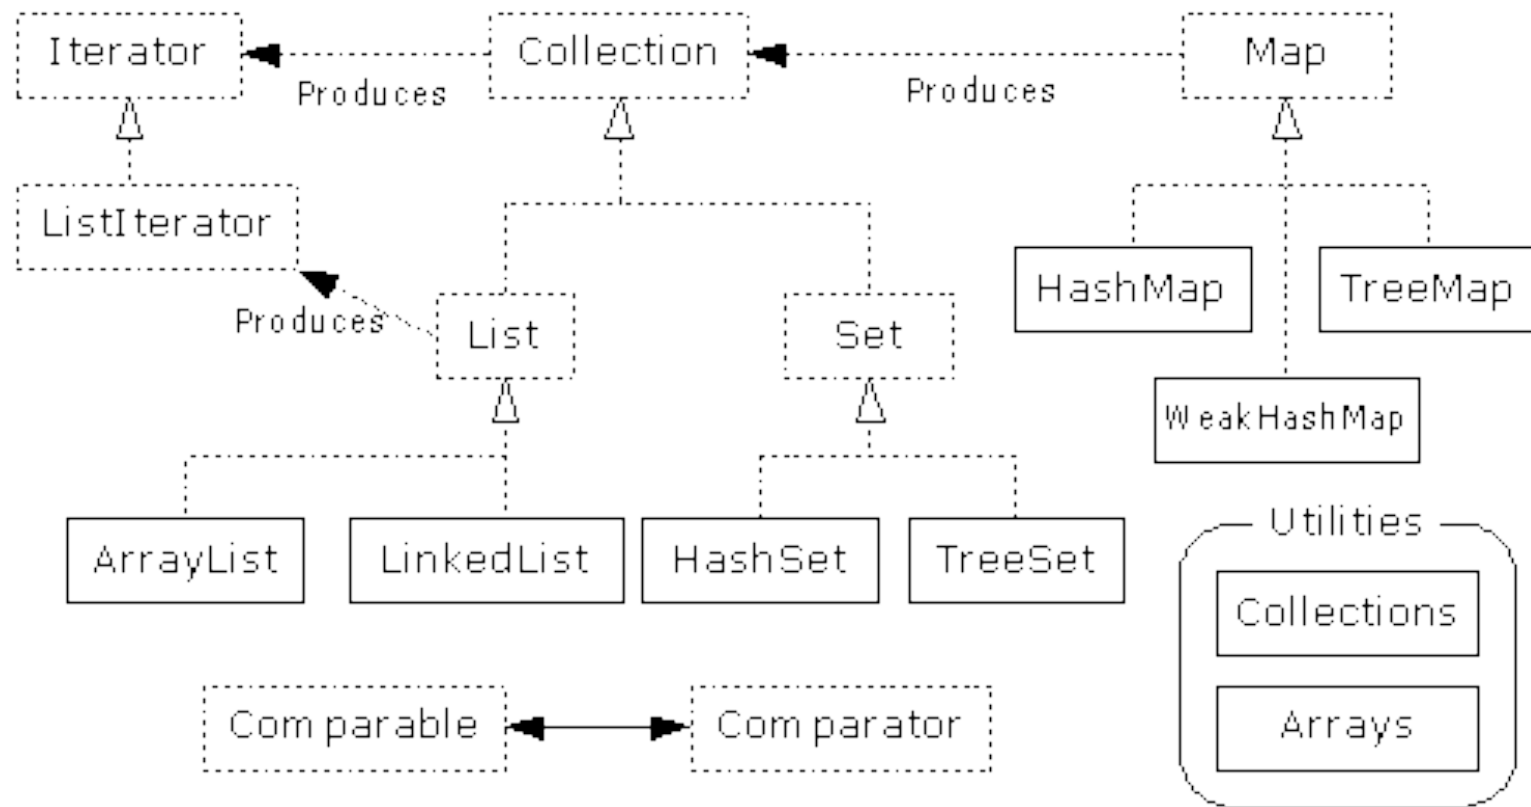 Iterator
Collection
Map
Produces
Produces
ListIterator
HashMap
TreeMap
Produces
List
Set
WeakHashMap
Utilities
ArrayList
LinkedList
HashSet
TreeSet
Collections
Comparable
Comparator
Arrays